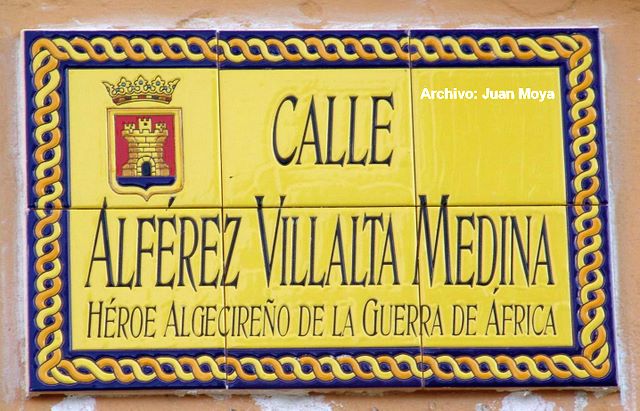 CALLE
Archivo: Juan Moya
ALFÉREZ VILLALTA MEDINA
HÉROE ALGECIREÑO DE LA GUERRA DE ÁFRICA